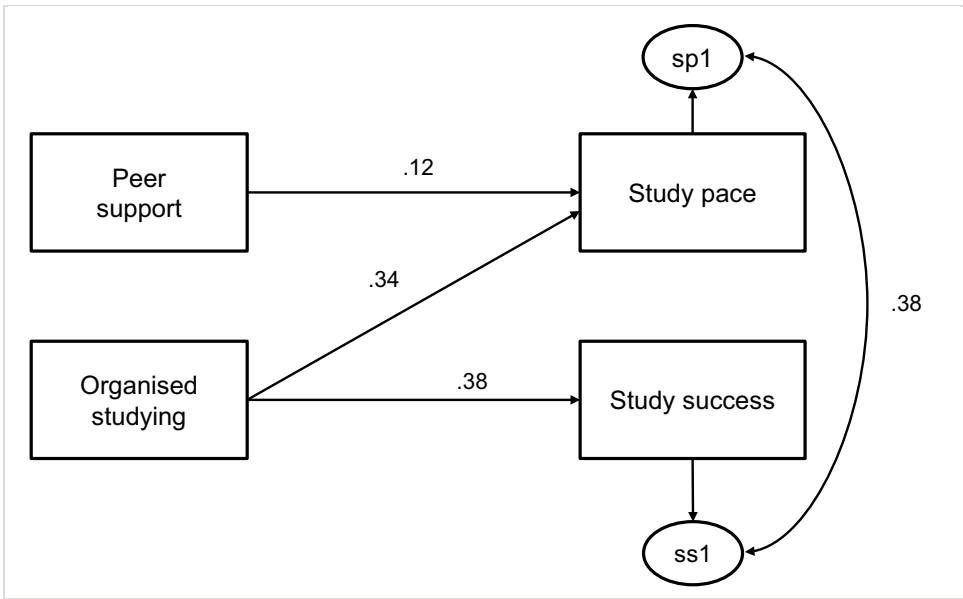 sp1
Peer
support
.12
Study pace
.34
.38
Organised
studying
.38
Study success
ss1